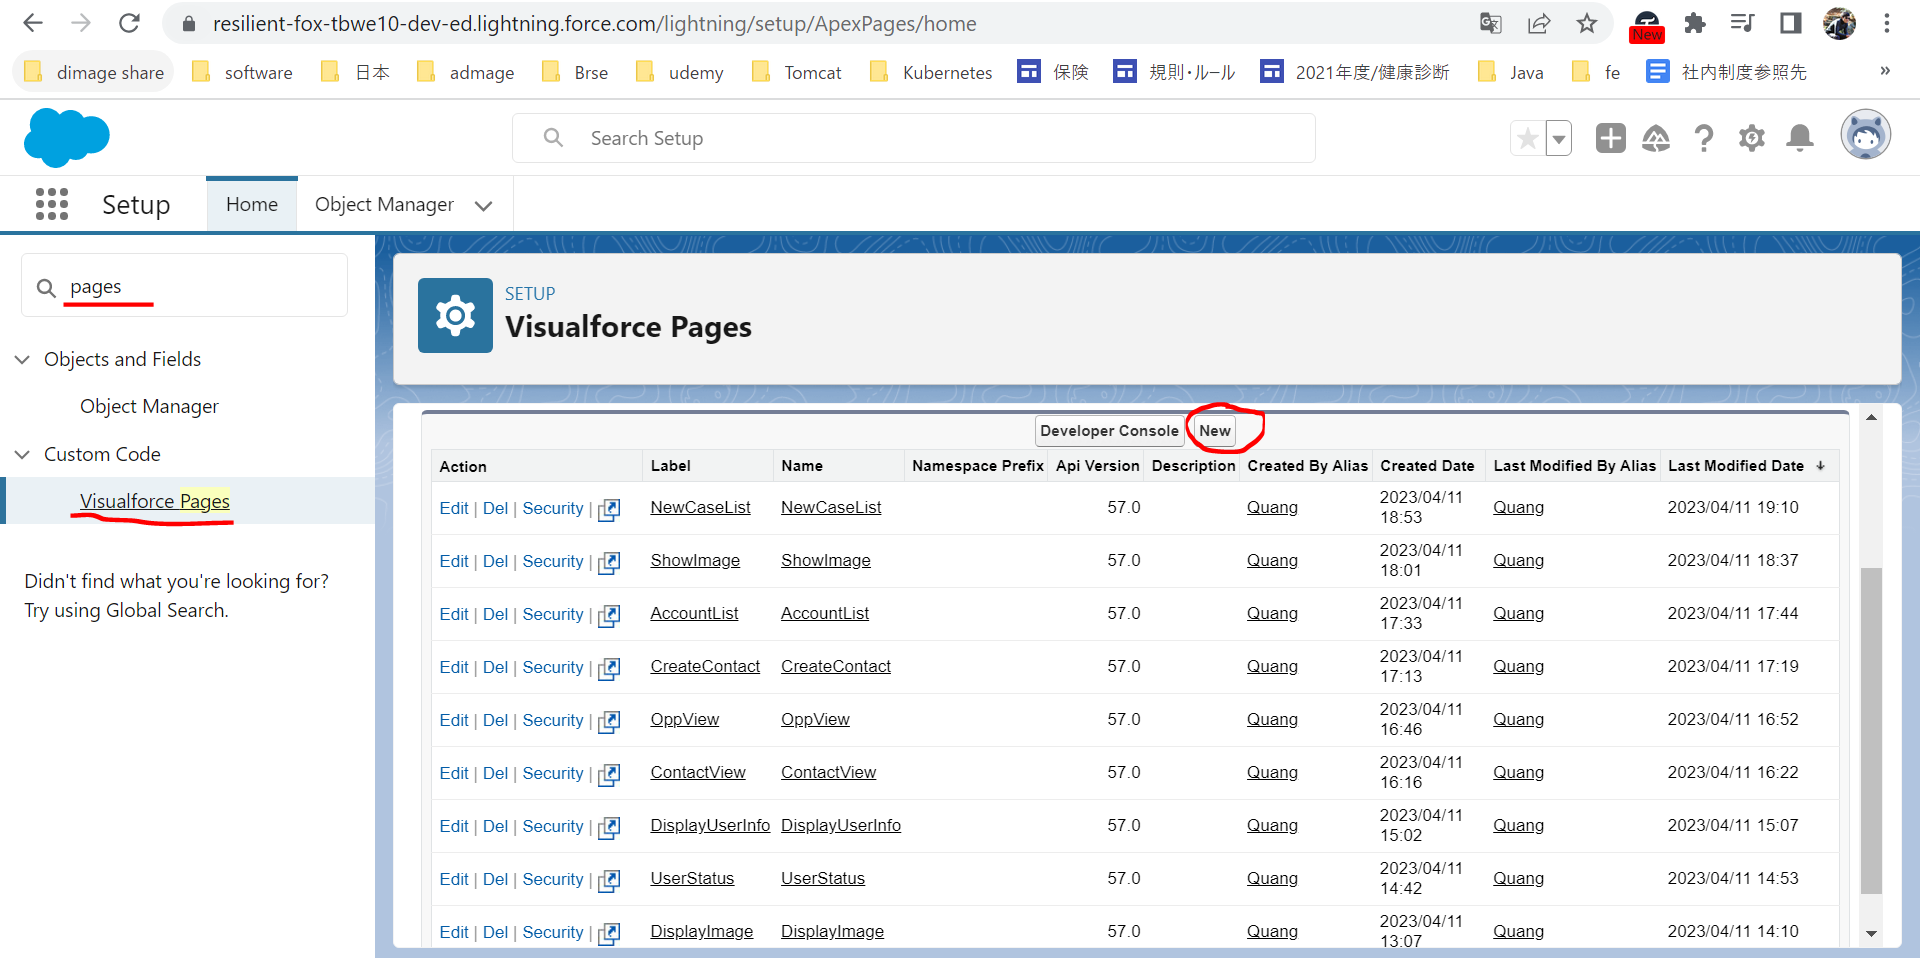 resilient-fox-tbwe10-dev-ed.lightning.force.com/lightning/setup/ApexPages/home
New
dimage share software 日本 admage Brse udemy Tomcat Kubernetes 保険 規則・ルール 2021年度/健康診断 Java fe 社内制度参照先 »
Search Setup
Setup Home Object Manager
pages
Objects and Fields
Object Manager
Custom Code
Visualforce Pages
Didn't find what you're looking for?
Try using Global Search.
SETUP
Visualforce Pages
Developer Console New
Action Label Name Namespace Prefix Api Version Description Created By Alias Created Date Last Modified By Alias Last Modified Date ↓
Edit | Del | Security | NewCaseList NewCaseList 57.0 Quang 2023/04/11 18:53 Quang 2023/04/11 19:10
Edit | Del | Security | ShowImage ShowImage 57.0 Quang 2023/04/11 18:01 Quang 2023/04/11 18:37
Edit | Del | Security | AccountList AccountList 57.0 Quang 2023/04/11 17:33 Quang 2023/04/11 17:44
Edit | Del | Security | CreateContact CreateContact 57.0 Quang 2023/04/11 17:13 Quang 2023/04/11 17:19
Edit | Del | Security | OppView OppView 57.0 Quang 2023/04/11 16:46 Quang 2023/04/11 16:52
Edit | Del | Security | ContactView ContactView 57.0 Quang 2023/04/11 16:16 Quang 2023/04/11 16:22
Edit | Del | Security | DisplayUserInfo DisplayUserInfo 57.0 Quang 2023/04/11 15:02 Quang 2023/04/11 15:07
Edit | Del | Security | UserStatus UserStatus 57.0 Quang 2023/04/11 14:42 Quang 2023/04/11 14:53
Edit | Del | Security | DisplayImage DisplayImage 57.0 Quang 2023/04/11 13:07 Quang 2023/04/11 14:10